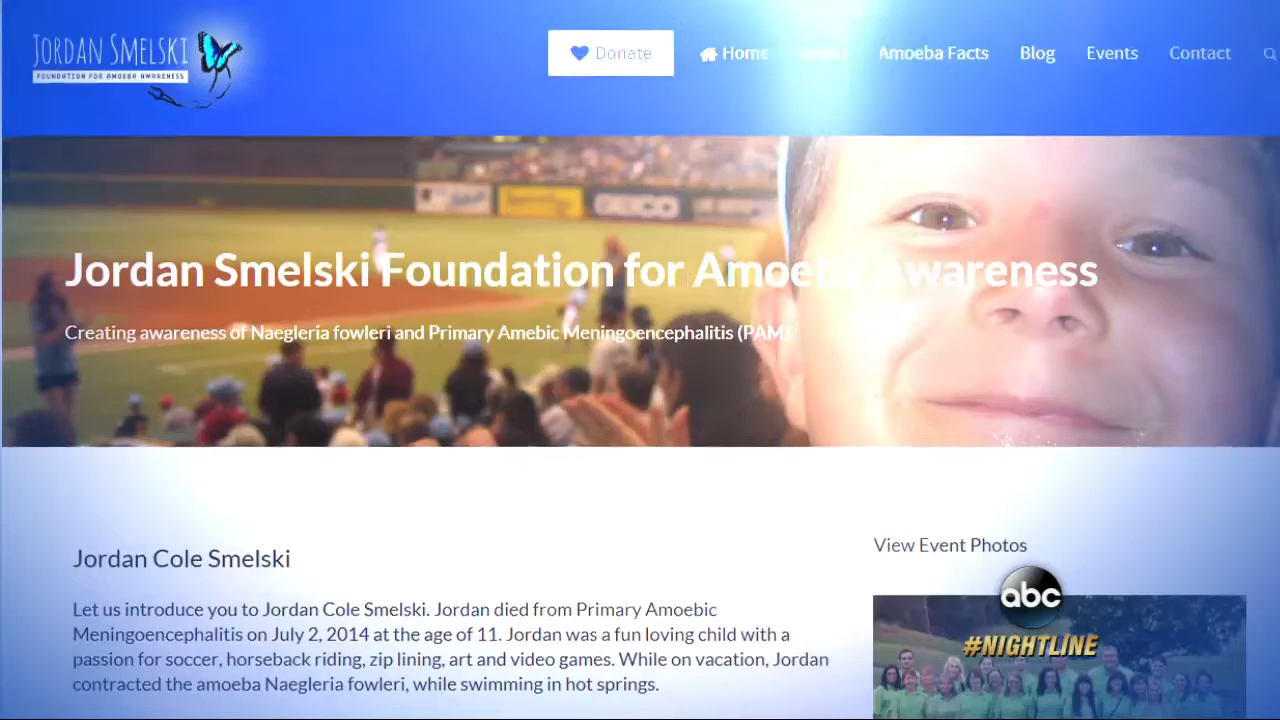 JORDAN SMELSKI
FOUNDATION FOR AMOEBA AWARENESS
Donate
Home
Amoeba Facts
Blog
Events
Contact
GEICO
Jordan Smelski Foundation for Amoeba Awareness
Creating awareness of Naegleria fowleri and Primary Amebic Meningoencephalitis (PAM)
Jordan Cole Smelski
Let us introduce you to Jordan Cole Smelski. Jordan died from Primary Amoebic
Meningoencephalitis on July 2, 2014 at the age of 11. Jordan was a fun loving child with a
passion for soccer, horseback riding, zip lining, art and video games. While on vacation, Jordan
contracted the amoeba Naegleria fowleri, while swimming in hot springs.
View Event Photos
abc
#NIGHTLINE